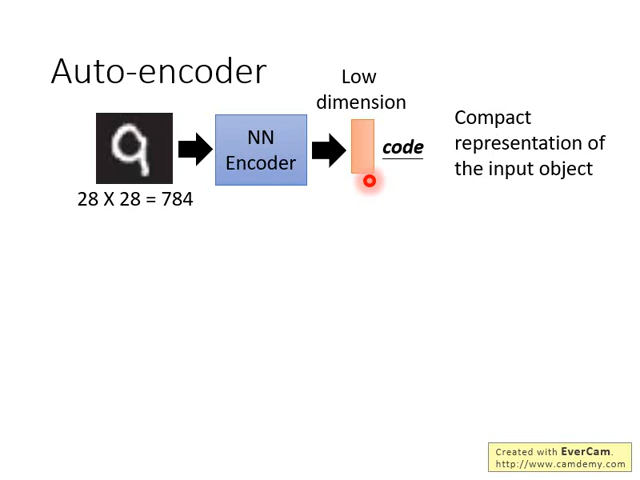 Auto-encoder
Low
dimension
NN
Encoder
code
Compact
representation of
the input object
28 X 28 = 784
Created with EverCam.
http://www.camdemy.com